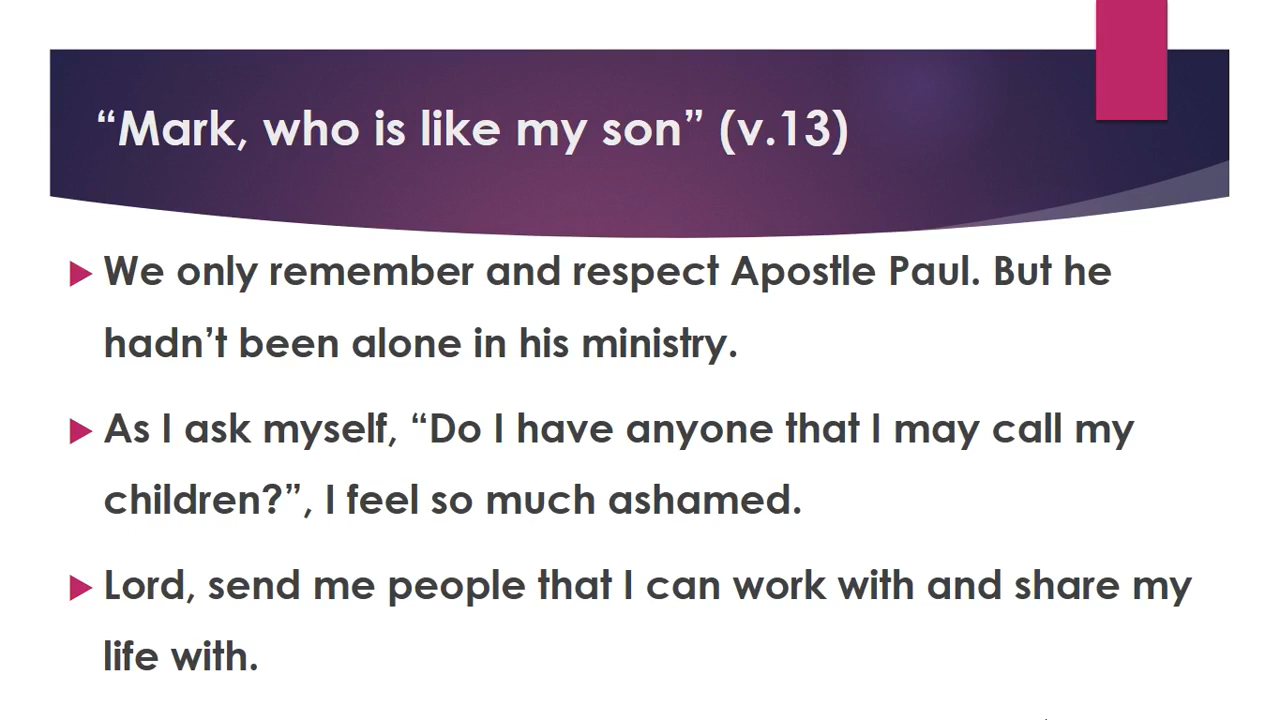 “Mark, who is like my son” (v.13)
We only remember and respect Apostle Paul. But he
hadn’t been alone in his ministry.
As I ask myself, “Do I have anyone that I may call my
children?”, I feel so much ashamed.
Lord, send me people that I can work with and share my
life with.